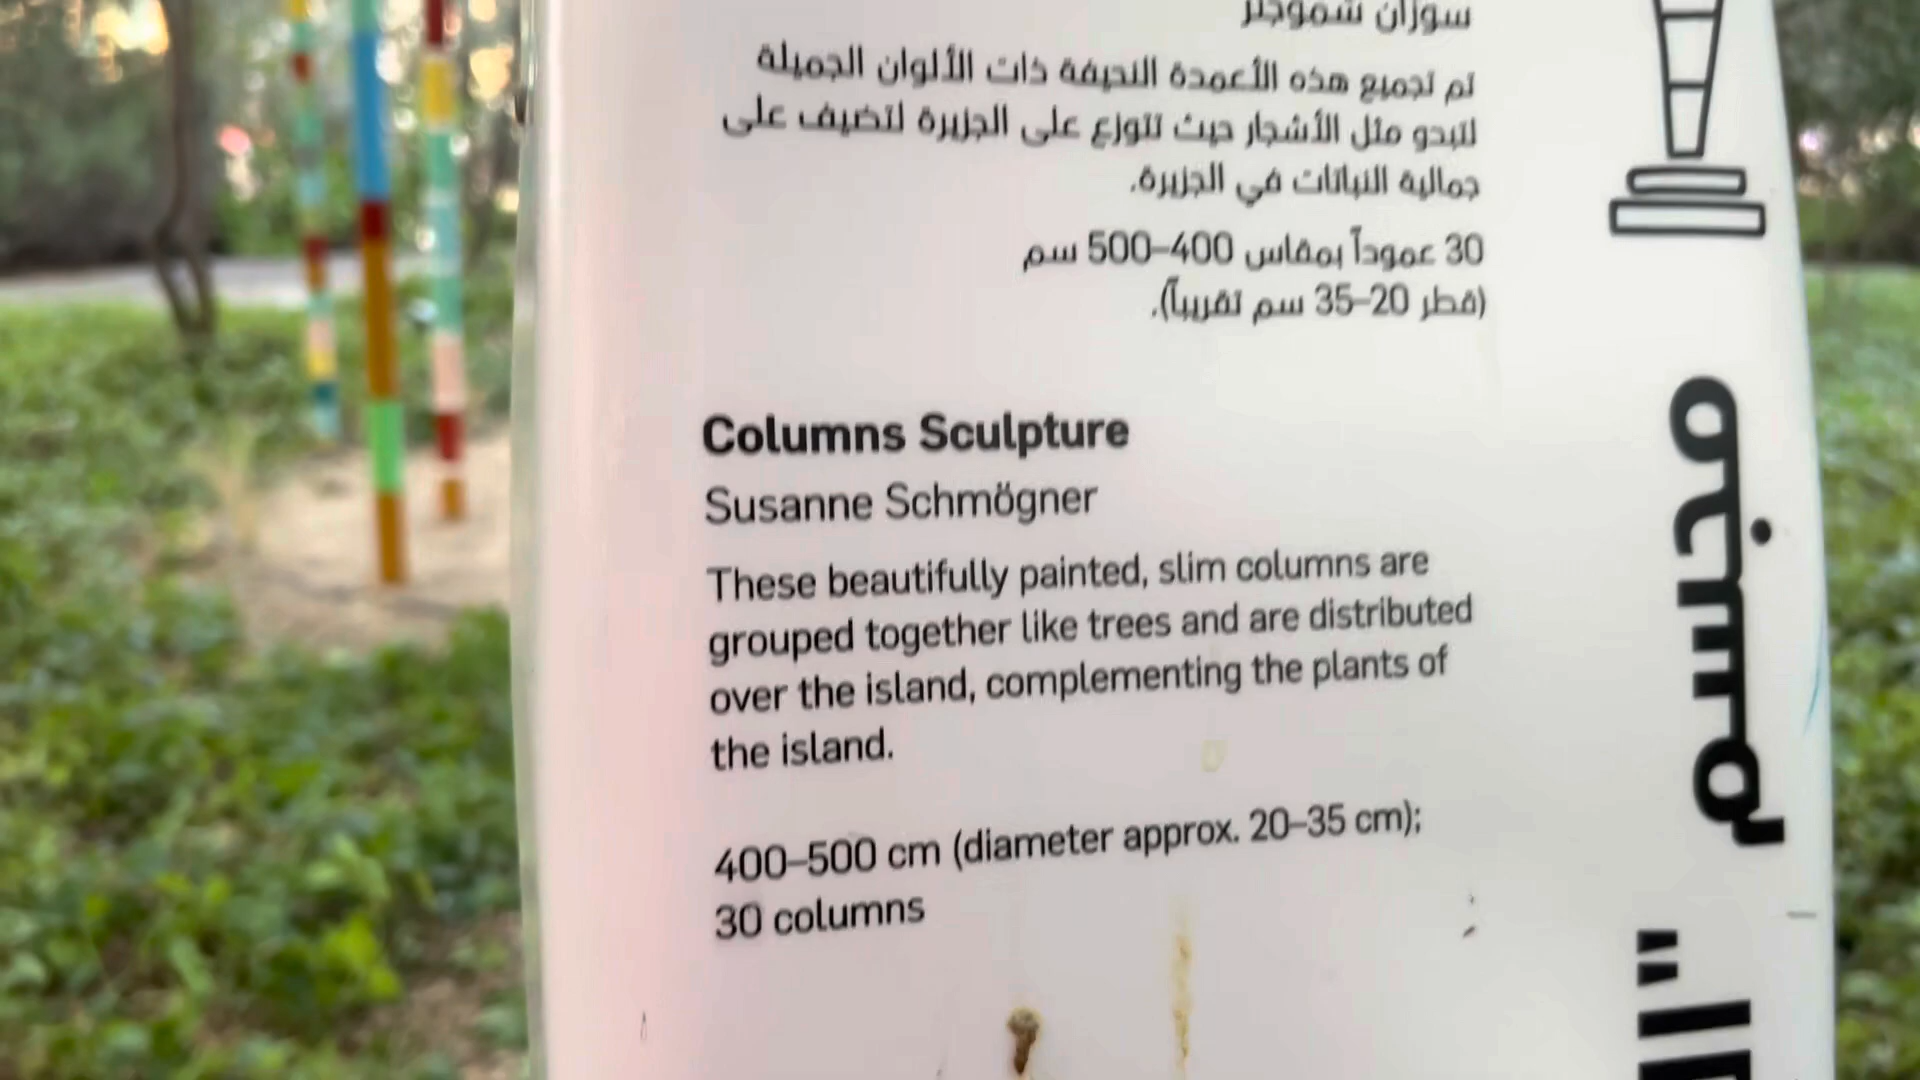 سوزان شموجنر
تم تجميع هذه الأعمدة النحيفة ذات الألوان الجميلة
لتبدو مثل الأشجار حيث تتوزع على الجزيرة لتضيف على
جمالية النباتات في الجزيرة.
30 عموداً بمقاس 400–500 سم
(قطر 20–35 سم تقريباً).
Columns Sculpture
Susanne Schmögner
These beautifully painted, slim columns are
grouped together like trees and are distributed
over the island, complementing the plants of
the island.
400–500 cm (diameter approx. 20–35 cm);
30 columns